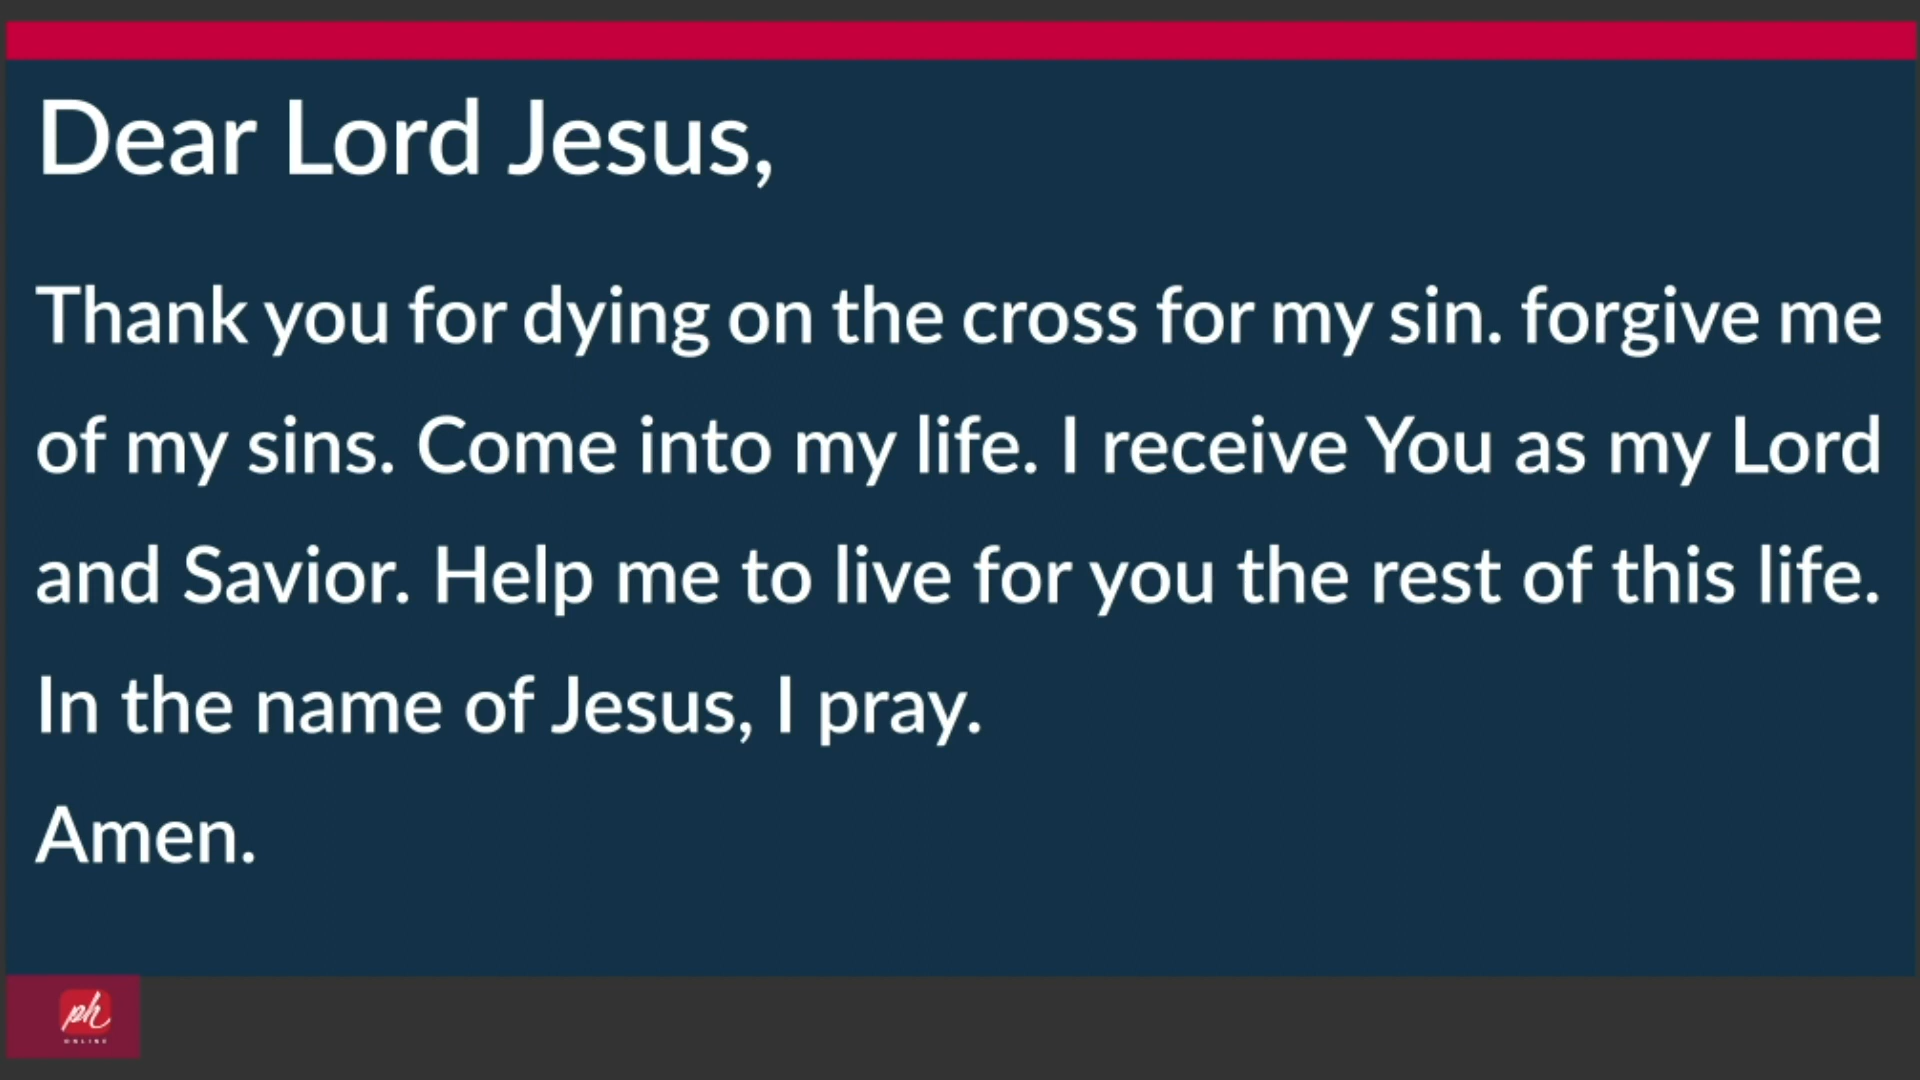 Dear Lord Jesus,
Thank you for dying on the cross for my sin. forgive me
of my sins. Come into my life. I receive You as my Lord
and Savior. Help me to live for you the rest of this life.
In the name of Jesus, I pray.
Amen.
ph
ONLINE